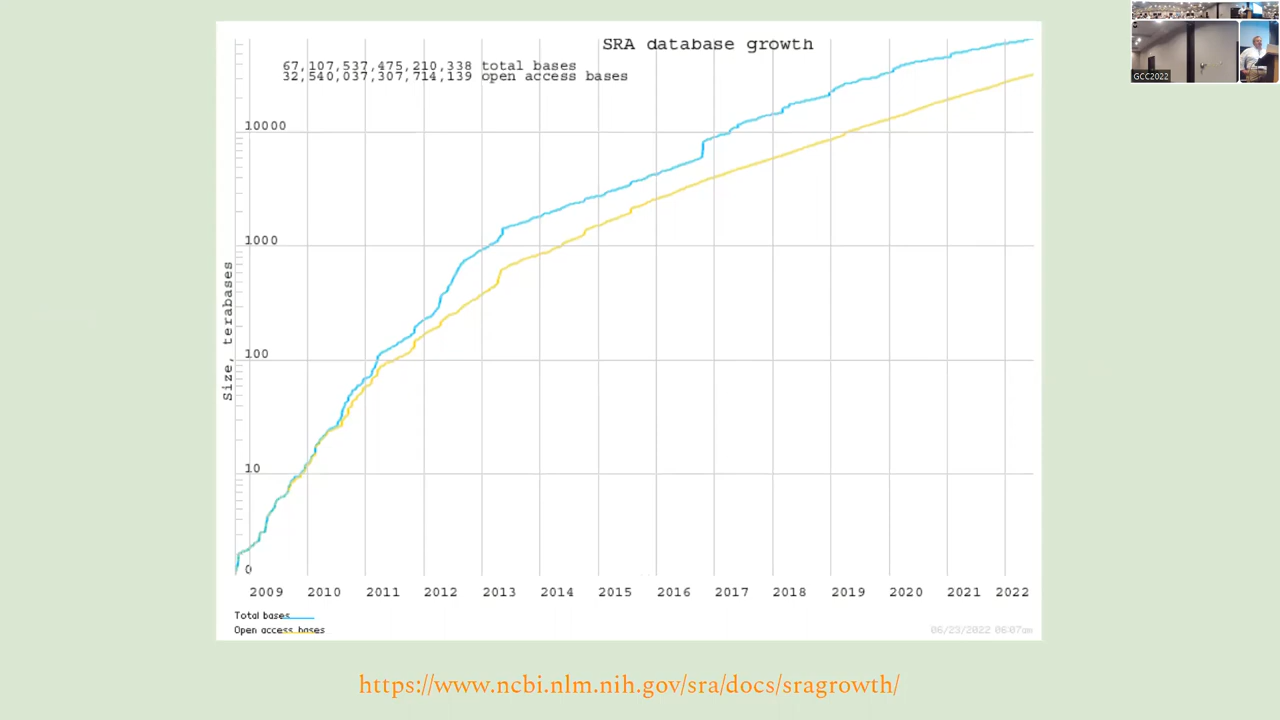 SRA database growth
67,107,537,475,210,338 total bases
32,540,037,307,714,139 open access bases
10000
1000
100
10
0
Size, terabases
2009 2010 2011 2012 2013 2014 2015 2016 2017 2018 2019 2020 2021 2022
Total bases
Open access bases
06/23/2022 06:07am
https://www.ncbi.nlm.nih.gov/sra/docs/sragrowth/
GCC2022